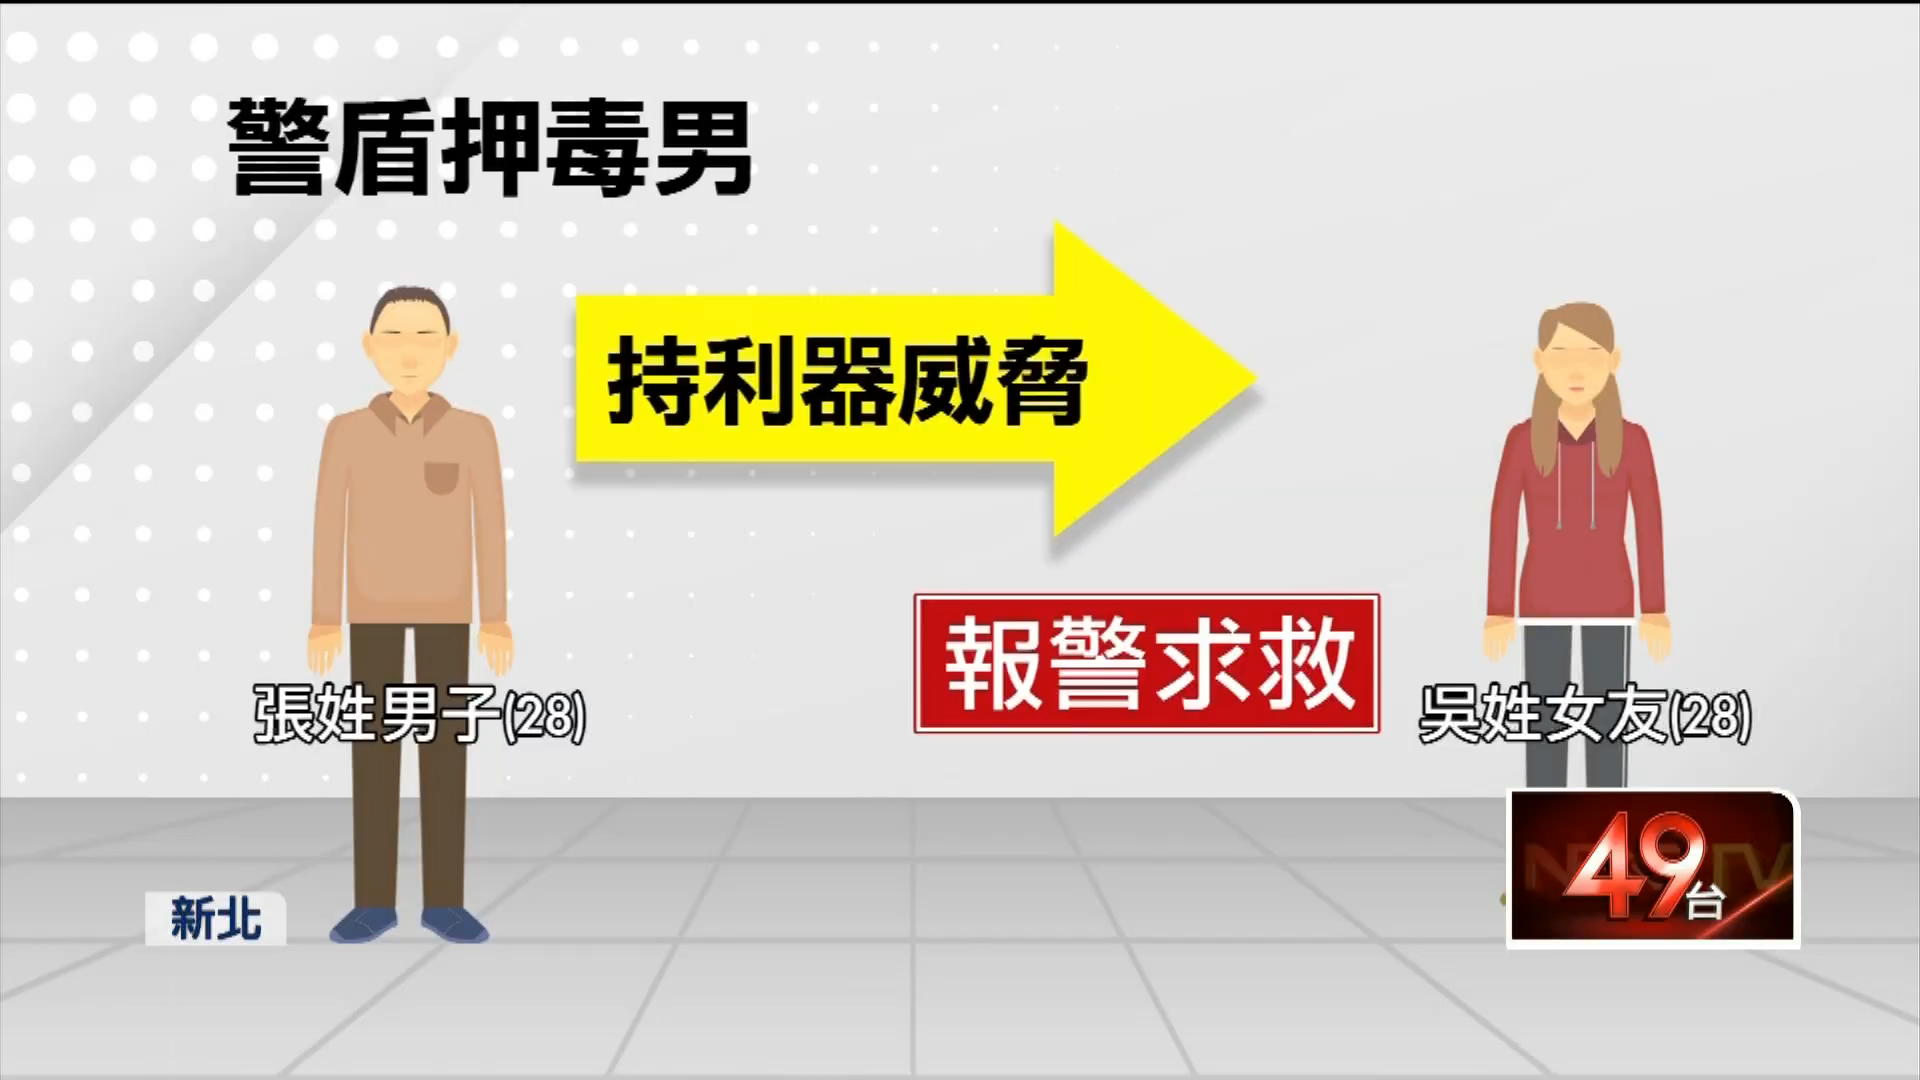 警盾押毒男
持利器威脅
報警求救
張姓男子(28)
吳姓女友(28)
49台
新北